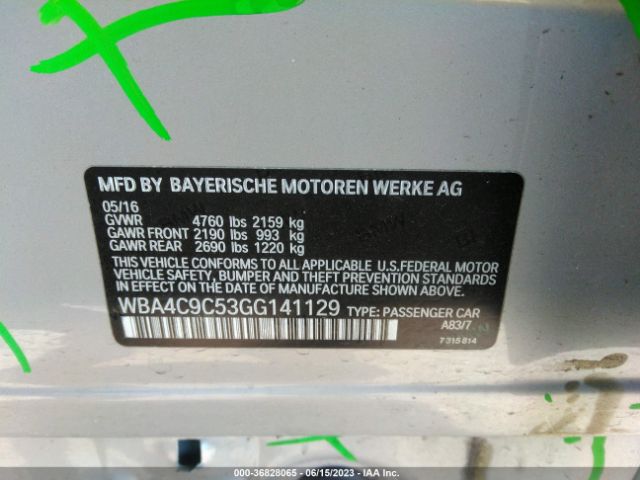 MFD BY BAYERISCHE MOTOREN WERKE AG
05/16
GVWR 4760 lbs 2159 kg
GAWR FRONT 2190 lbs 993 kg
GAWR REAR 2690 lbs 1220 kg
THIS VEHICLE CONFORMS TO ALL APPLICABLE U.S.FEDERAL MOTOR
VEHICLE SAFETY, BUMPER AND THEFT PREVENTION STANDARDS
IN EFFECT ON THE DATE OF MANUFACTURE SHOWN ABOVE.
WBA4C9C53GG141129 TYPE: PASSENGER CAR
A83/7
7315814
000-36828065 - 06/15/2023 - IAA Inc.